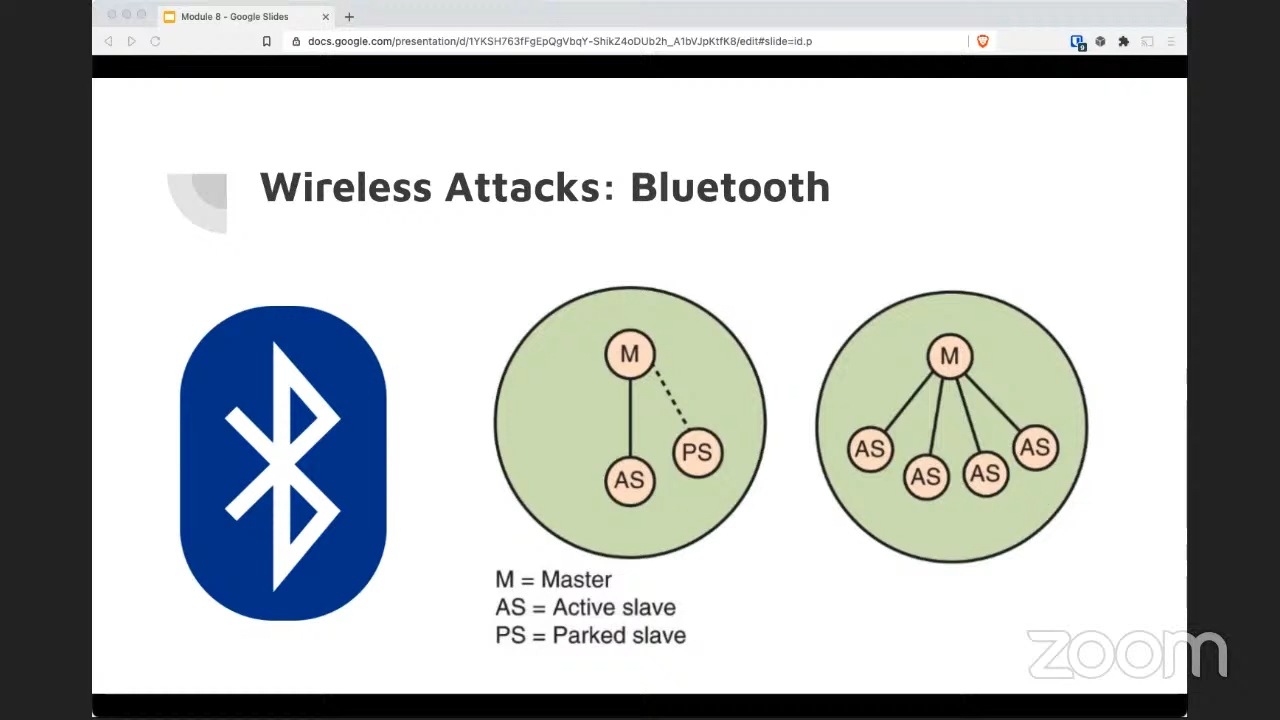 Module 8 - Google Slides
docs.google.com/presentation/d/1YKSH763fFgEpQgVbqY-ShikZ4oDUb2h_A1bVJpKtfK8/edit#slide=id.p
9
Wireless Attacks: Bluetooth
M
PS
AS
M
AS
AS
AS
AS
M = Master
AS = Active slave
PS = Parked slave
zoom